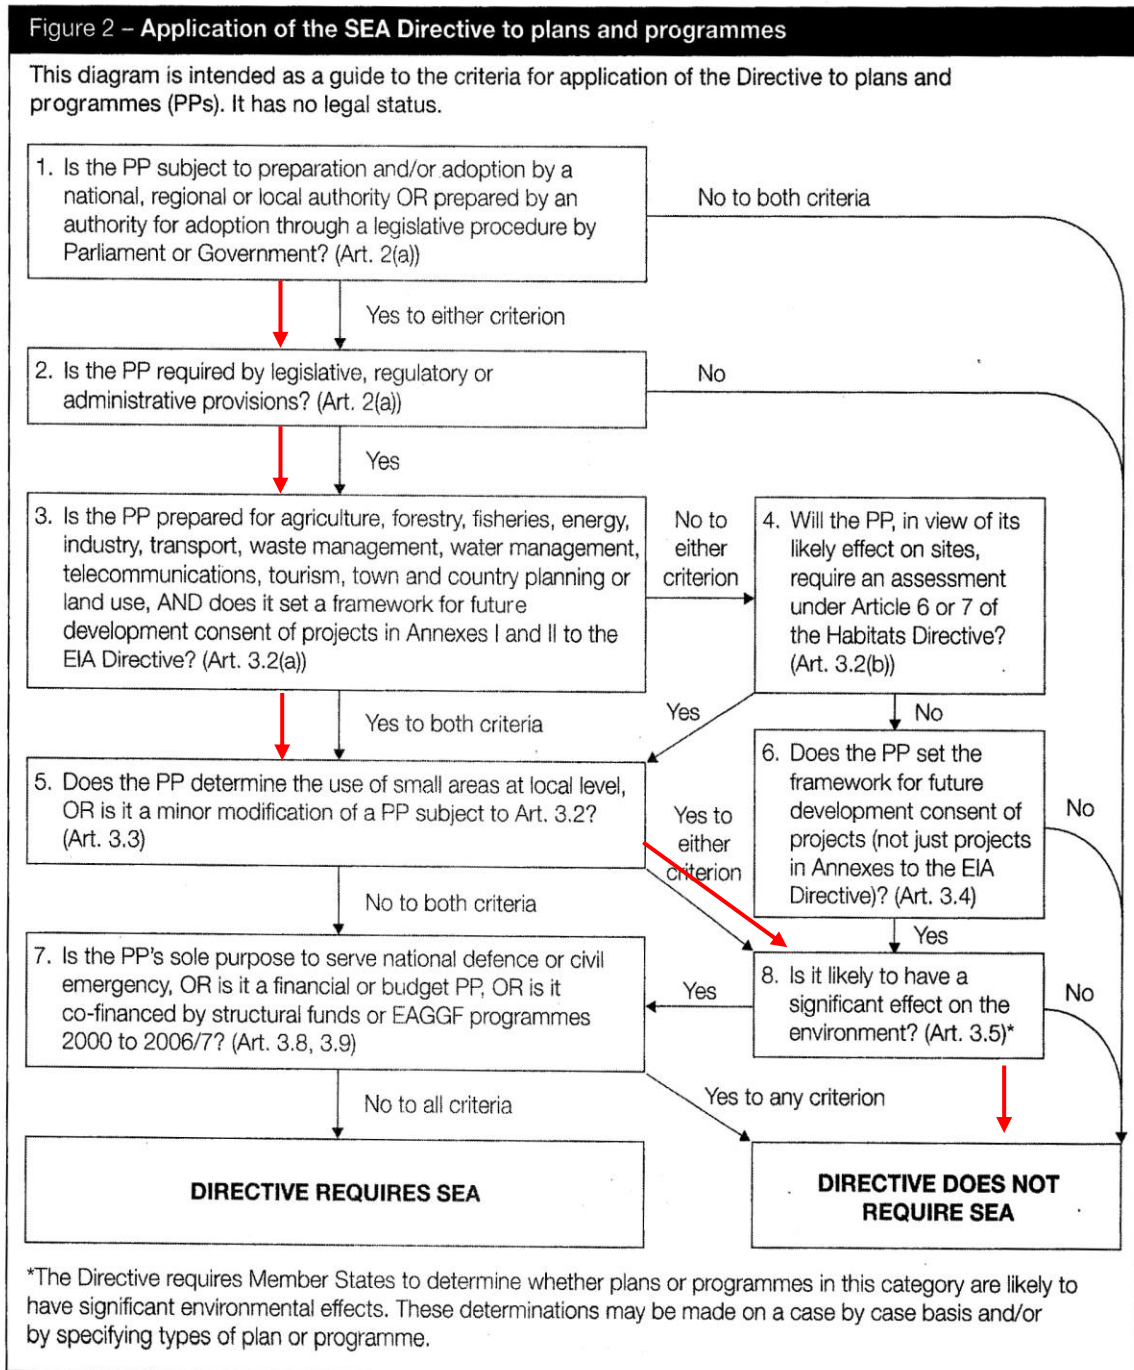 Figure 2 – Application of the SEA Directive to plans and programmes
This diagram is intended as a guide to the criteria for application of the Directive to plans and
programmes (PPs). It has no legal status.
1. Is the PP subject to preparation and/or adoption by a
national, regional or local authority OR prepared by an
authority for adoption through a legislative procedure by
Parliament or Government? (Art. 2(a))
No to both criteria
Yes to either criterion
2. Is the PP required by legislative, regulatory or
administrative provisions? (Art. 2(a))
No
Yes
3. Is the PP prepared for agriculture, forestry, fisheries, energy,
industry, transport, waste management, water management,
telecommunications, tourism, town and country planning or
land use, AND does it set a framework for future
development consent of projects in Annexes I and II to the
EIA Directive? (Art. 3.2(a))
No to
either
criterion
4. Will the PP, in view of its
likely effect on sites,
require an assessment
under Article 6 or 7 of
the Habitats Directive?
(Art. 3.2(b))
Yes to both criteria
Yes
No
5. Does the PP determine the use of small areas at local level,
OR is it a minor modification of a PP subject to Art. 3.2?
(Art. 3.3)
Yes to
either
criterion
6. Does the PP set the
framework for future
development consent of
projects (not just projects
in Annexes to the EIA
Directive)? (Art. 3.4)
No
No to both criteria
Yes
7. Is the PP's sole purpose to serve national defence or civil
emergency, OR is it a financial or budget PP, OR is it
co-financed by structural funds or EAGGF programmes
2000 to 2006/7? (Art. 3.8, 3.9)
Yes
8. Is it likely to have a
significant effect on the
environment? (Art. 3.5)*
No
No to all criteria
Yes to any criterion
DIRECTIVE REQUIRES SEA
DIRECTIVE DOES NOT
REQUIRE SEA
*The Directive requires Member States to determine whether plans or programmes in this category are likely to
have significant environmental effects. These determinations may be made on a case by case basis and/or
by specifying types of plan or programme.